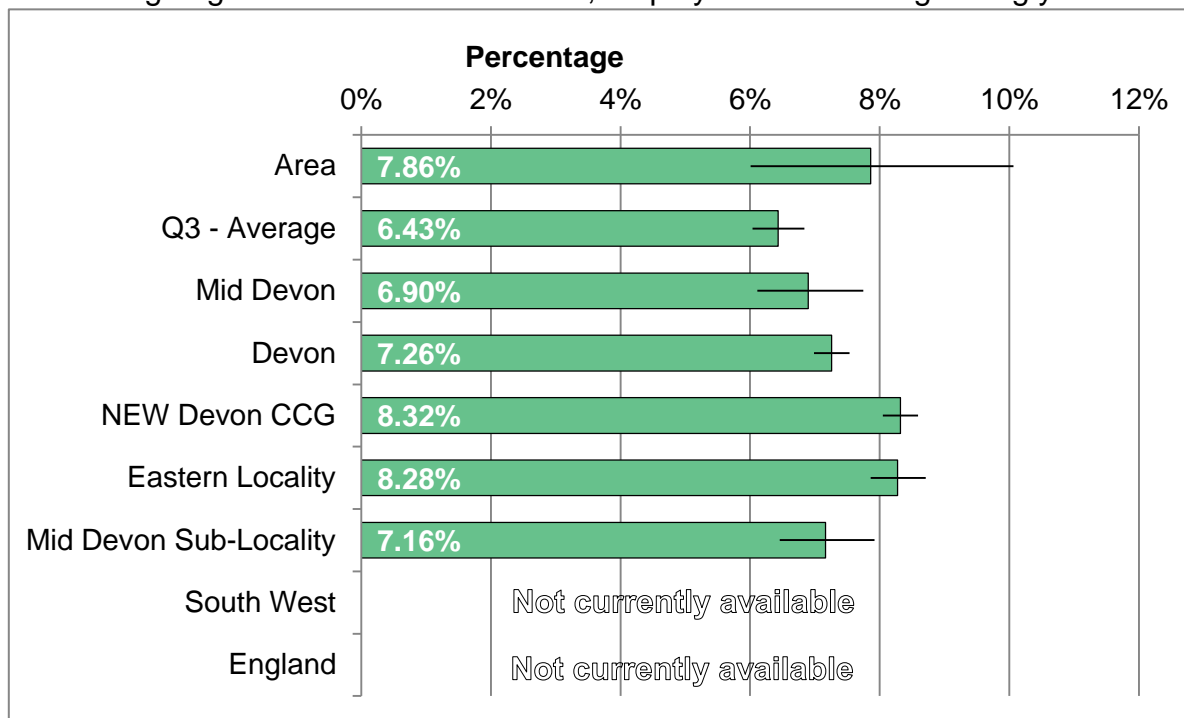 Percentage
0% 2% 4% 6% 8% 10% 12%
Area 7.86%
Q3 - Average 6.43%
Mid Devon 6.90%
Devon 7.26%
NEW Devon CCG 8.32%
Eastern Locality 8.28%
Mid Devon Sub-Locality 7.16%
South West Not currently available
England Not currently available